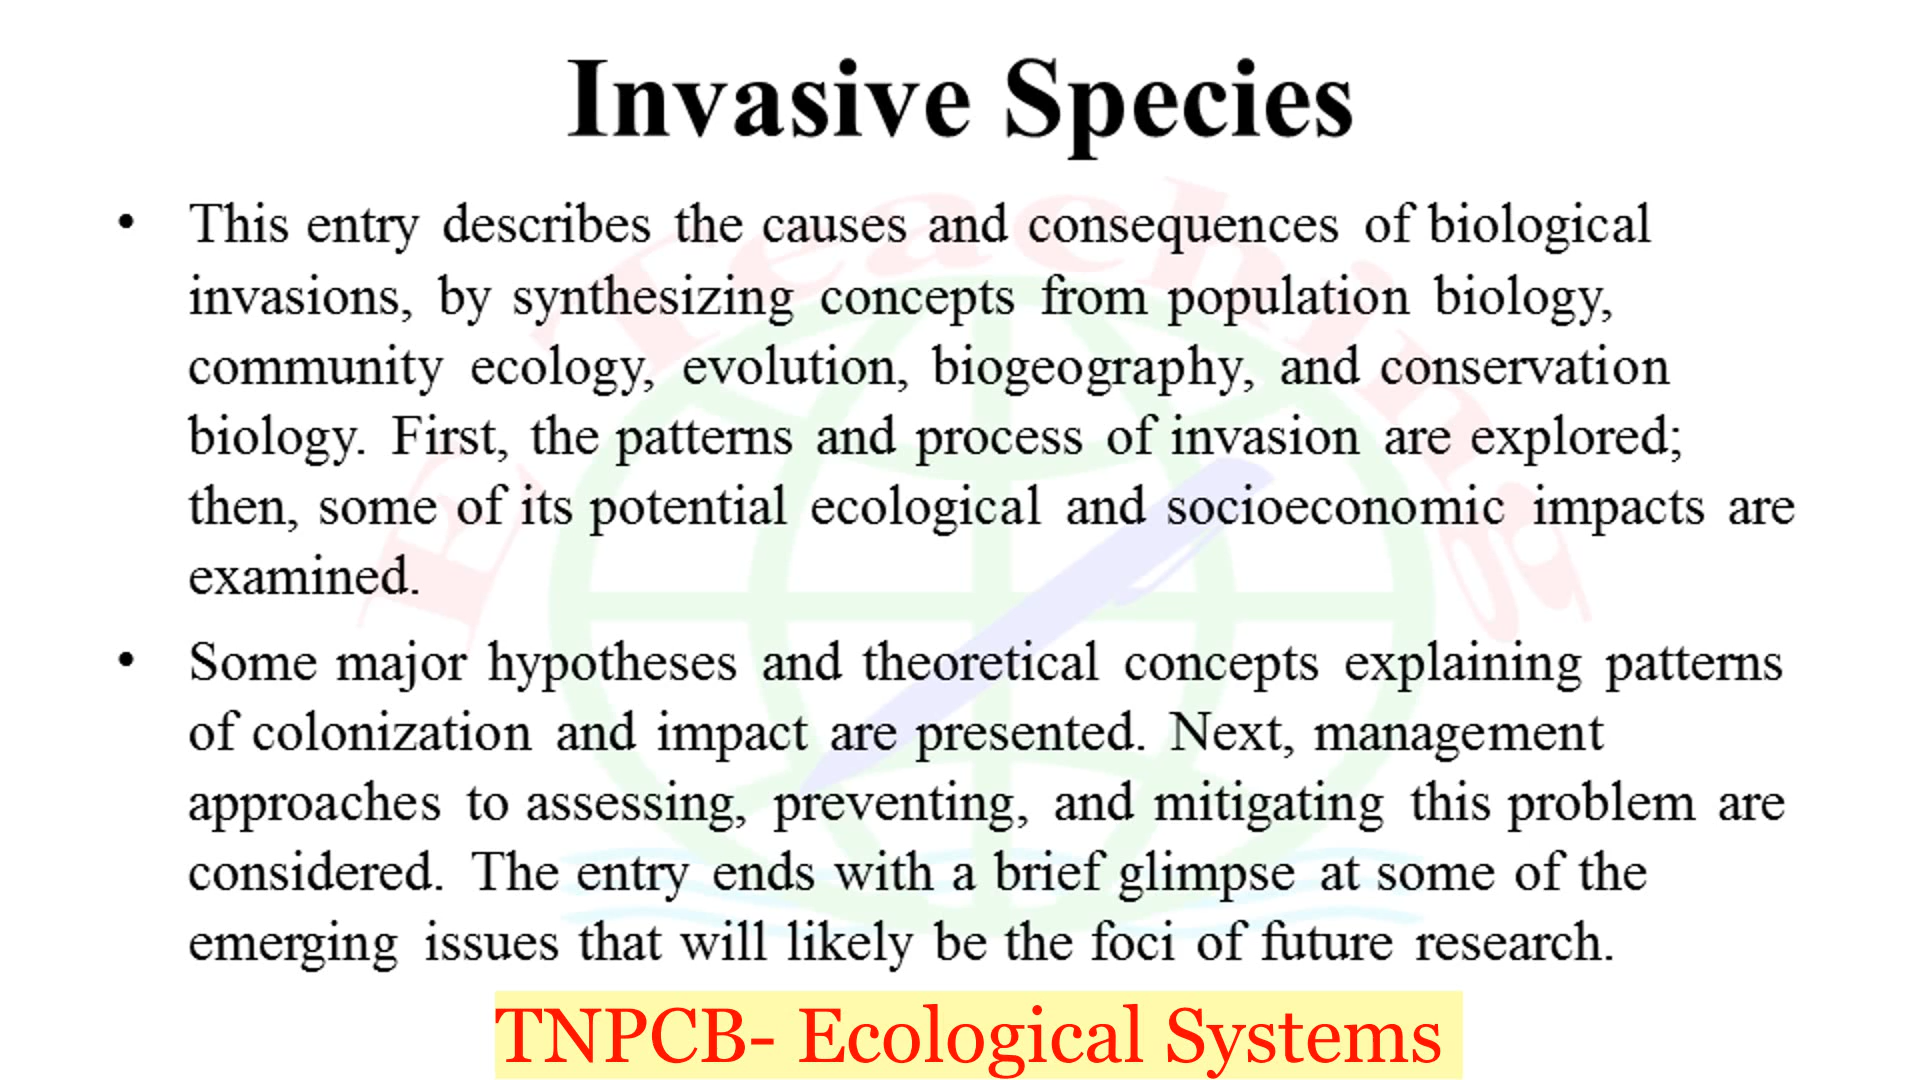 Invasive Species
• This entry describes the causes and consequences of biological
invasions, by synthesizing concepts from population biology,
community ecology, evolution, biogeography, and conservation
biology. First, the patterns and process of invasion are explored;
then, some of its potential ecological and socioeconomic impacts are
examined.
• Some major hypotheses and theoretical concepts explaining patterns
of colonization and impact are presented. Next, management
approaches to assessing, preventing, and mitigating this problem are
considered. The entry ends with a brief glimpse at some of the
emerging issues that will likely be the foci of future research.
E Teaching
TNPCB- Ecological Systems